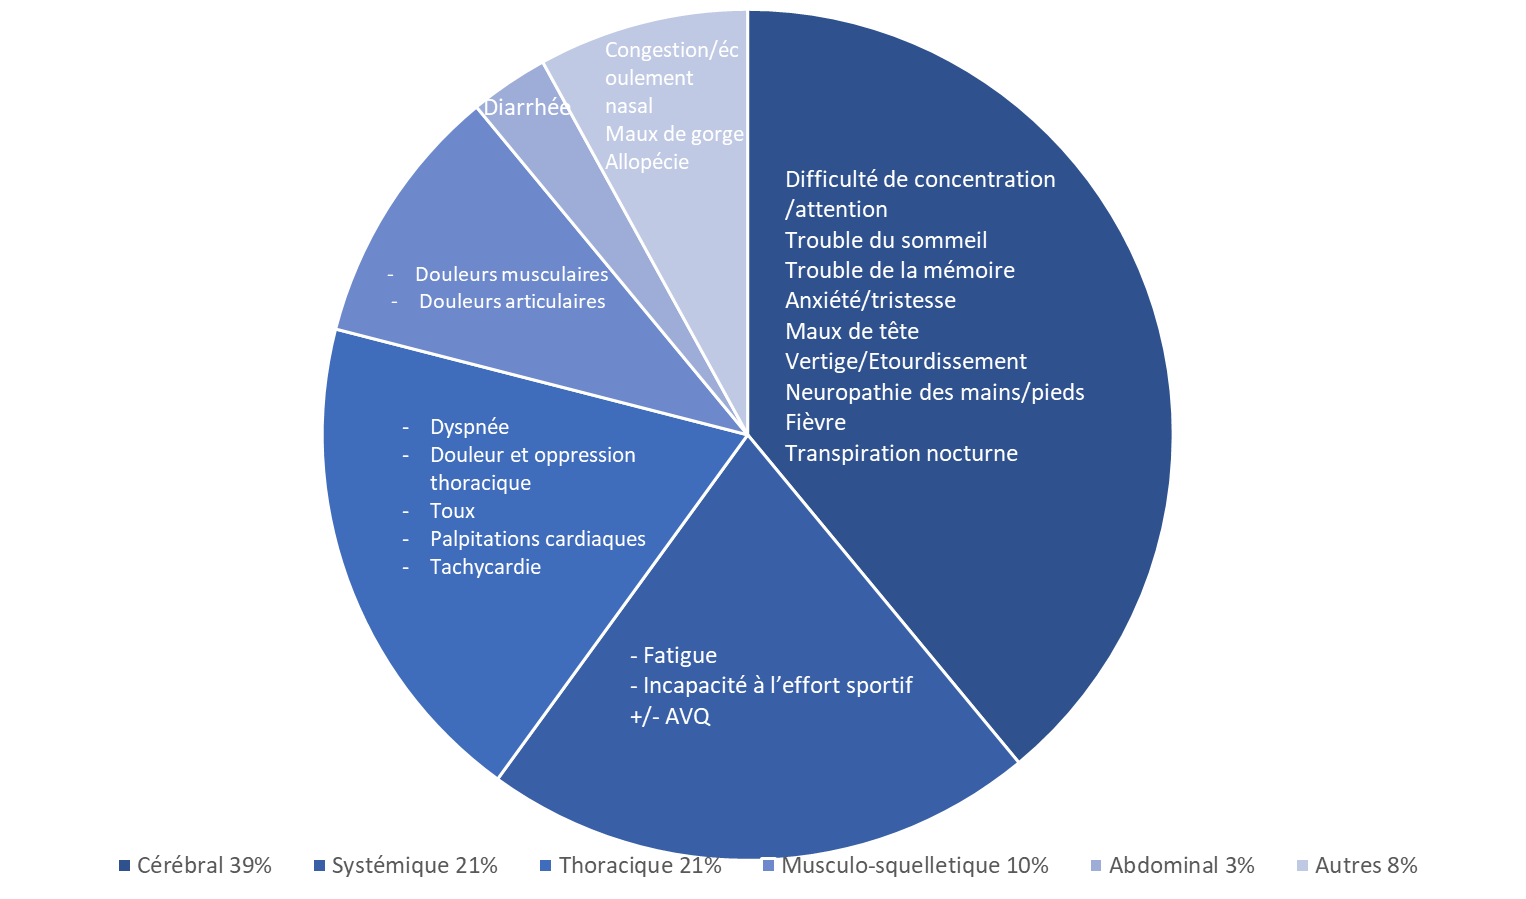 Congestion/éc
oulement
nasal
Maux de gorge
Allopécie
Diarrhée
Difficulté de concentration
/attention
Trouble du sommeil
Trouble de la mémoire
Anxiété/tristesse
Maux de tête
Vertige/Etourdissement
Neuropathie des mains/pieds
Fièvre
Transpiration nocturne
- Douleurs musculaires
- Douleurs articulaires
- Dyspnée
- Douleur et oppression
thoracique
- Toux
- Palpitations cardiaques
- Tachycardie
- Fatigue
- Incapacité à l’effort sportif
+/- AVQ
Cérébral 39%
Systémique 21%
Thoracique 21%
Musculo-squelletique 10%
Abdominal 3%
Autres 8%